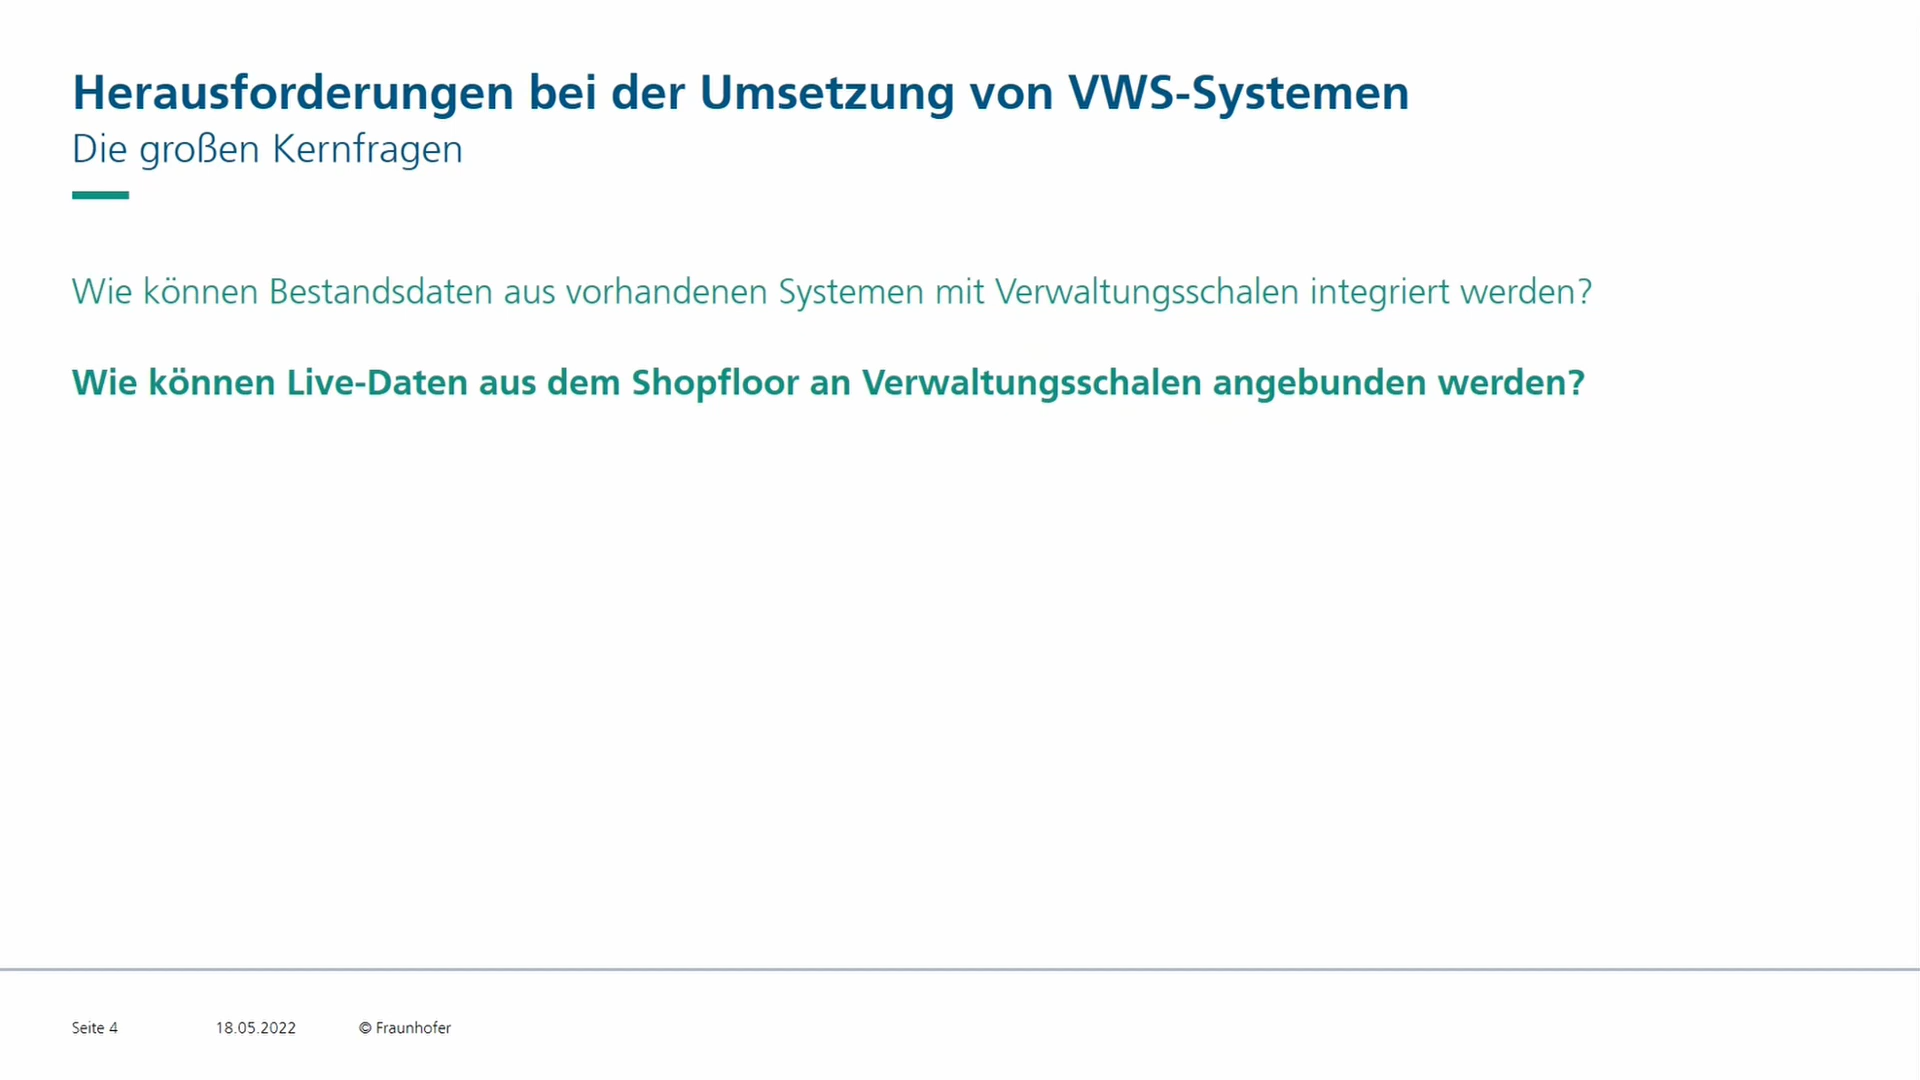 Herausforderungen bei der Umsetzung von VWS-Systemen
Die großen Kernfragen
Wie können Bestandsdaten aus vorhandenen Systemen mit Verwaltungsschalen integriert werden?
Wie können Live-Daten aus dem Shopfloor an Verwaltungsschalen angebunden werden?
Seite 4 18.05.2022 © Fraunhofer